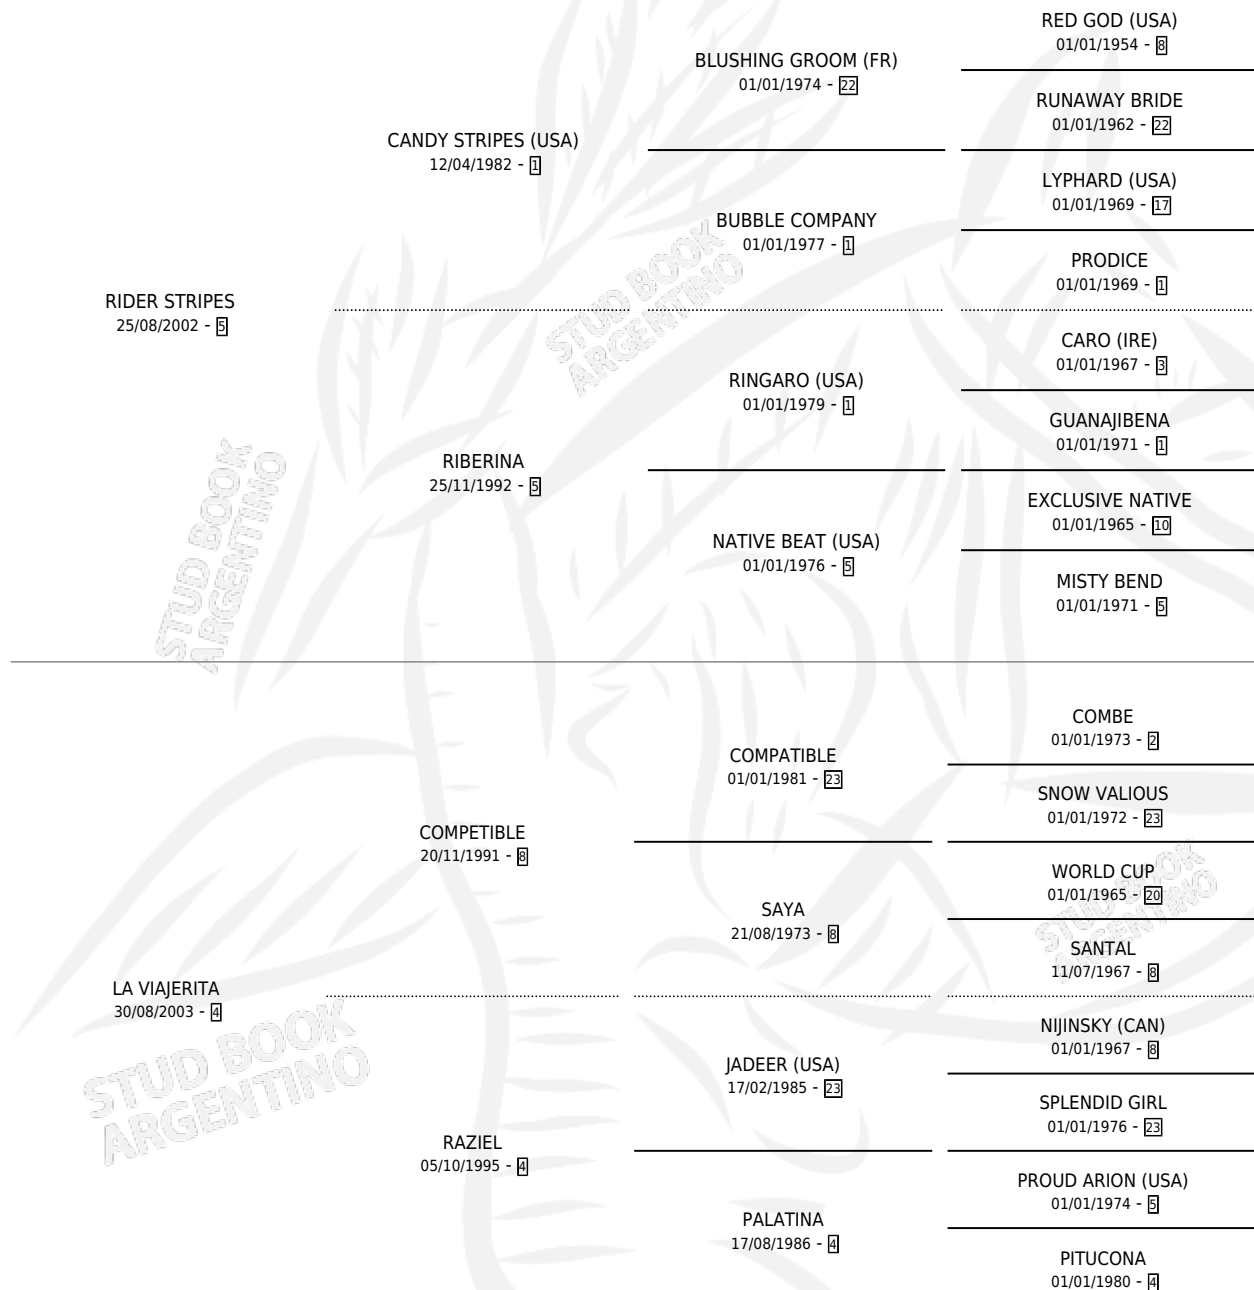 RED GOD (USA)
01/01/1954 - 8
BLUSHING GROOM (FR)
01/01/1974 - 22
RUNAWAY BRIDE
01/01/1962 - 22
CANDY STRIPES (USA)
12/04/1982 - 1
LYPHARD (USA)
01/01/1969 - 17
BUBBLE COMPANY
01/01/1977 - 1
PRODICE
01/01/1969 - 1
RIDER STRIPES
25/08/2002 - 5
CARO (IRE)
01/01/1967 - 3
RINGARO (USA)
01/01/1979 - 1
GUANAJIBENA
01/01/1971 - 1
RIBERINA
25/11/1992 - 5
EXCLUSIVE NATIVE
01/01/1965 - 10
NATIVE BEAT (USA)
01/01/1976 - 5
MISTY BEND
01/01/1971 - 5
COMBE
01/01/1973 - 2
COMPATIBLE
01/01/1981 - 23
SNOW VALIOUS
01/01/1972 - 23
COMPETIBLE
20/11/1991 - 8
WORLD CUP
01/01/1965 - 20
SAYA
21/08/1973 - 8
SANTAL
11/07/1967 - 8
LA VIAJERITA
30/08/2003 - 4
NIJINSKY (CAN)
01/01/1967 - 8
JADEER (USA)
17/02/1985 - 23
SPLENDID GIRL
01/01/1976 - 23
RAZIEL
05/10/1995 - 4
PROUD ARION (USA)
01/01/1974 - 5
PALATINA
17/08/1986 - 4
PITUCONA
01/01/1980 - 4
STUD BOOK
ARGENTINO
STUD BOOK
ARGENTINO
STUD BOOK
ARGENTINO
STUD BOOK
ARGENTINO